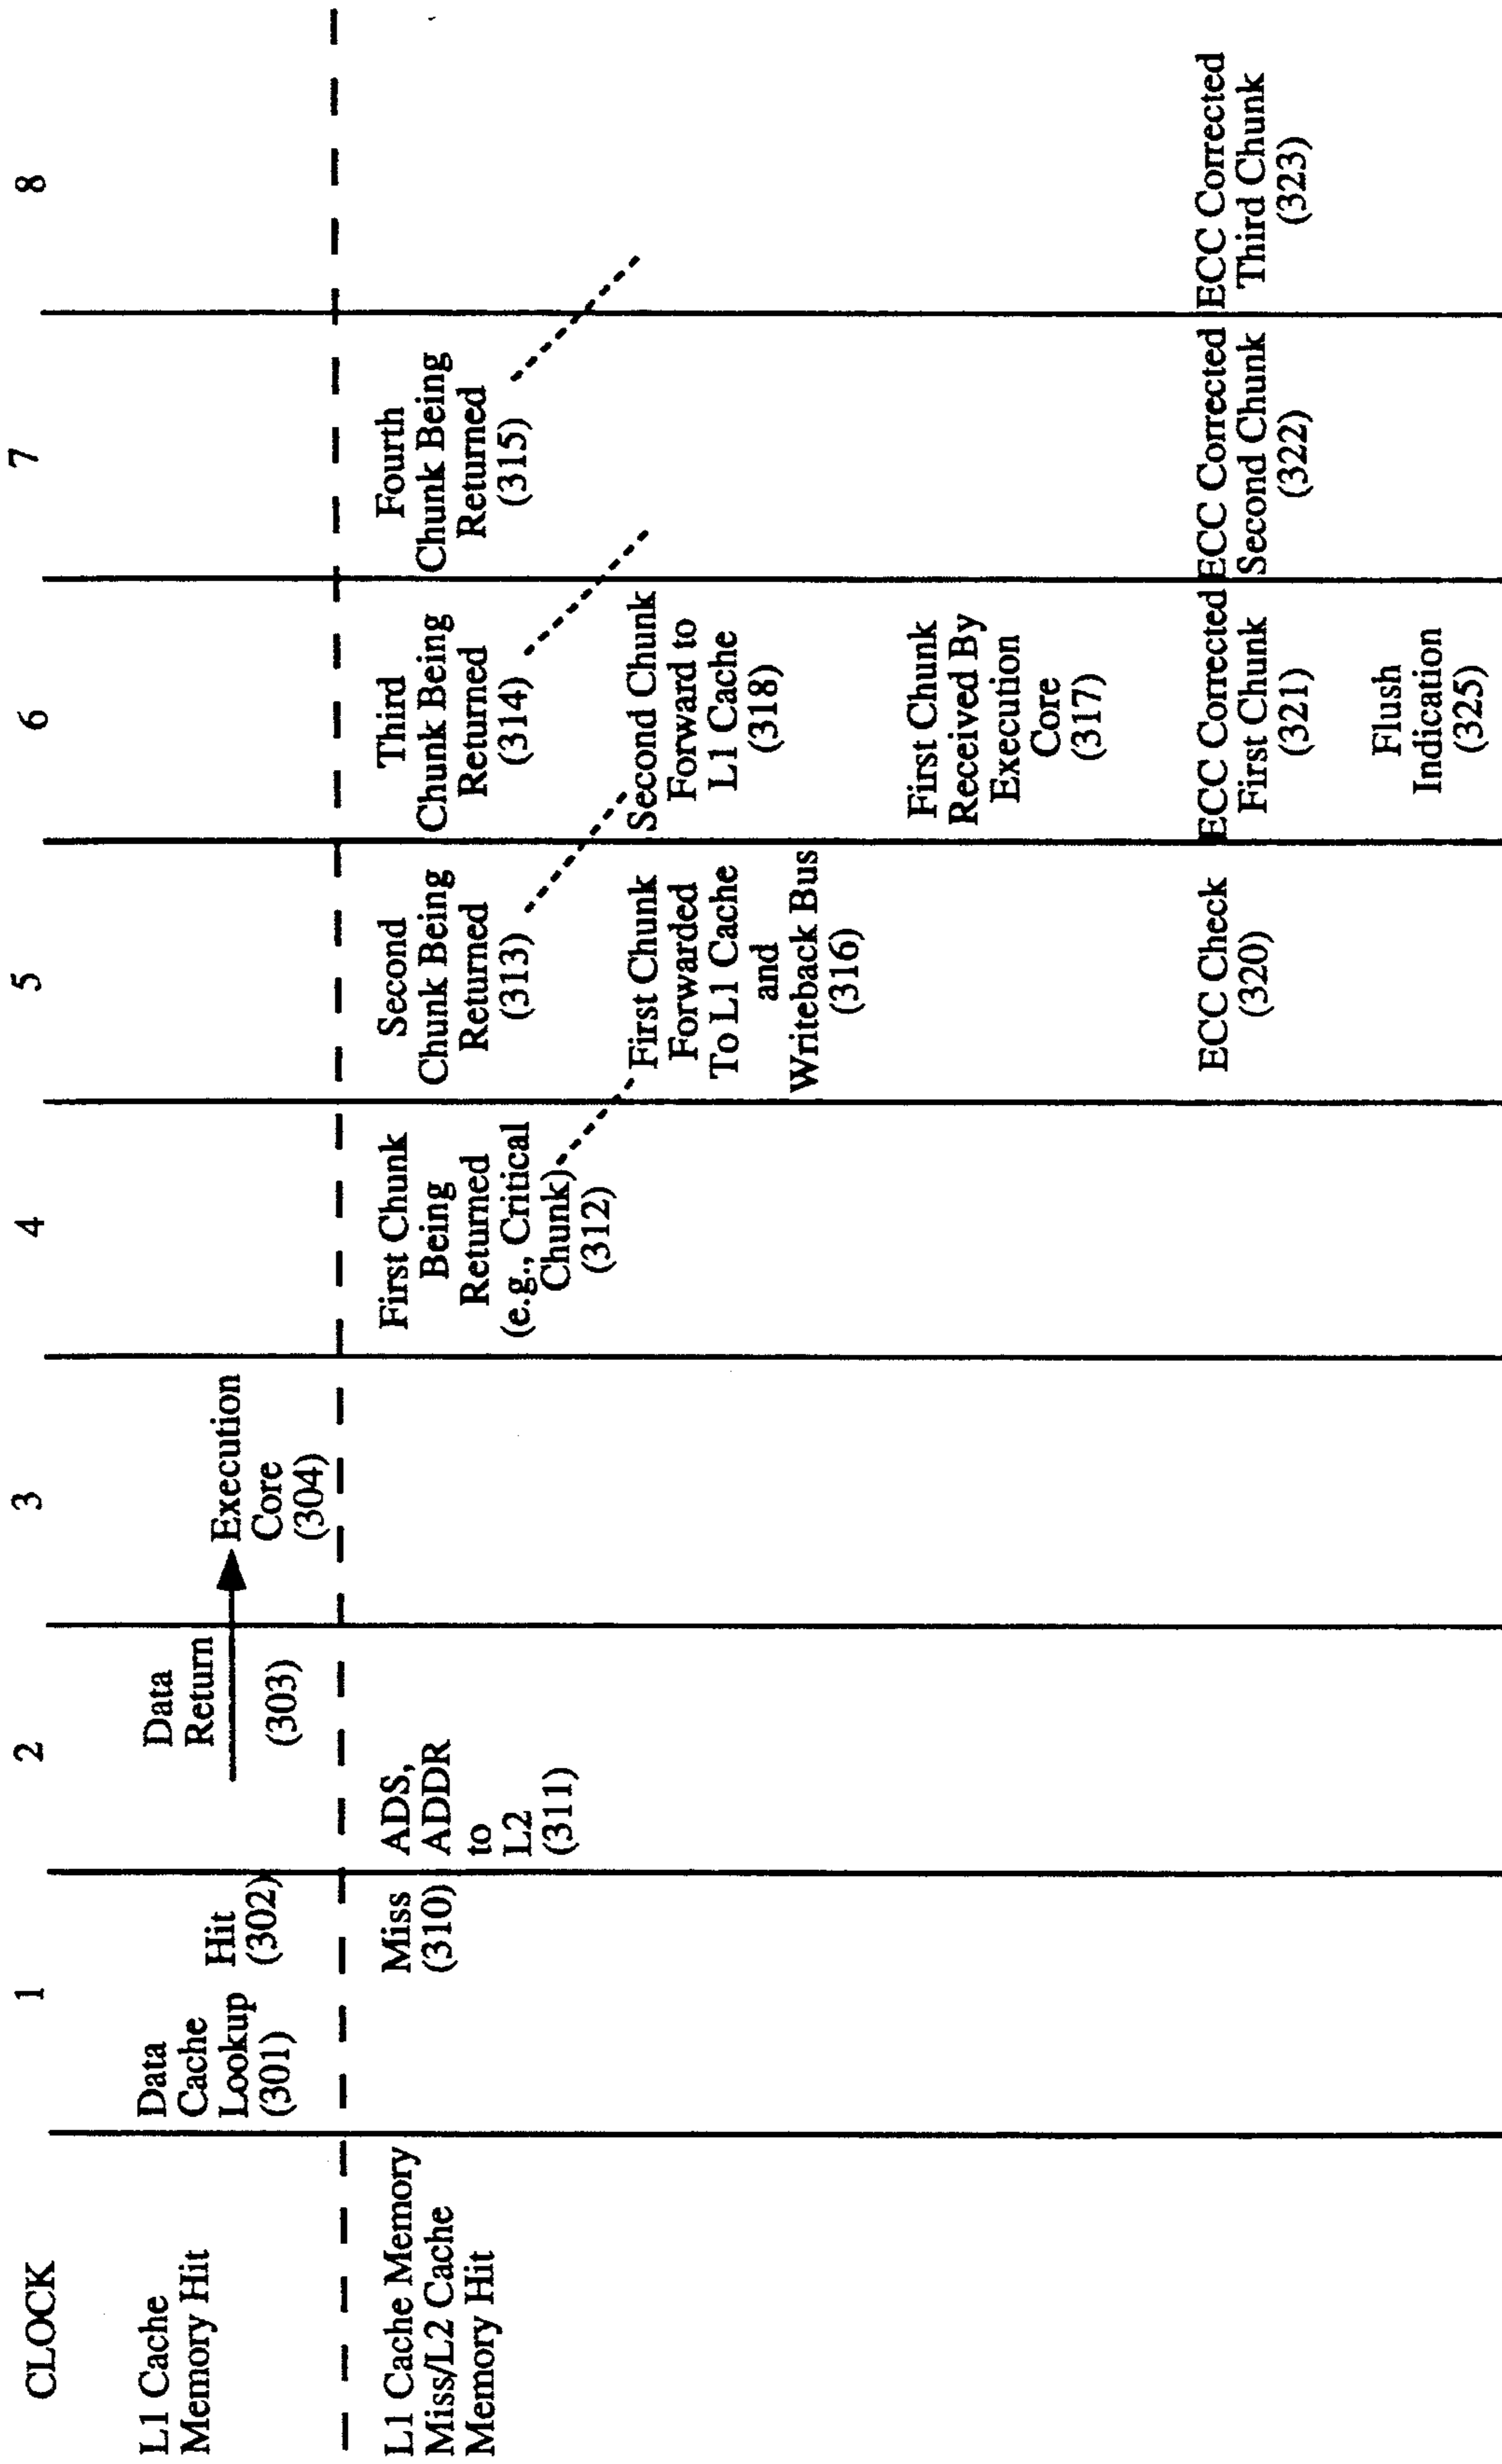 CLOCK
1
2
3
4
5
6
7
8
L1 Cache
Memory Hit
Data
Cache
Lookup
(301)
Hit
(302)
Data
Return
(303)
Execution
Core
(304)
L1 Cache Memory
Miss/L2 Cache
Memory Hit
Miss
(310)
ADS,
ADDR
to
L2
(311)
First Chunk
Being
Returned
(e.g., Critical
Chunk)
(312)
Second
Chunk Being
Returned
(313)
Third
Chunk Being
Returned
(314)
Fourth
Chunk Being
Returned
(315)
First Chunk
Forwarded
To L1 Cache
and
Writeback Bus
(316)
Second Chunk
Forward to
L1 Cache
(318)
First Chunk
Received By
Execution
Core
(317)
ECC Check
(320)
ECC Corrected
First Chunk
(321)
ECC Corrected
Second Chunk
(322)
ECC Corrected
Third Chunk
(323)
Flush
Indication
(325)